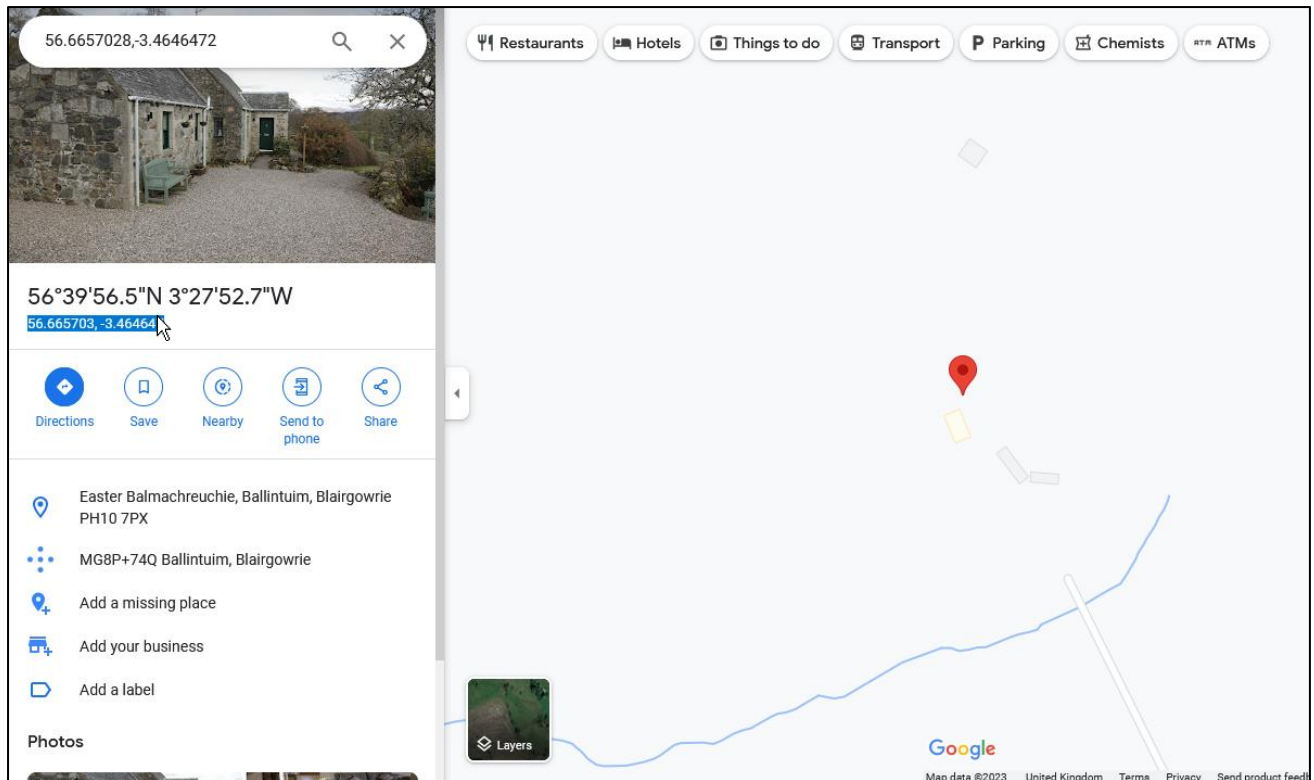 56.6657028,-3.4646472
Restaurants
Hotels
Things to do
Transport
Parking
Chemists
ATMs
56°39'56.5"N 3°27'52.7"W
56.665703, -3.46464
Directions
Save
Nearby
Send to
phone
Share
Easter Balmachreuchie, Ballintuim, Blairgowrie
PH10 7PX
MG8P+74Q Ballintuim, Blairgowrie
Add a missing place
Add your business
Add a label
Photos
Layers
Google
Map data ©2023 United Kingdom Terms Privacy Send product